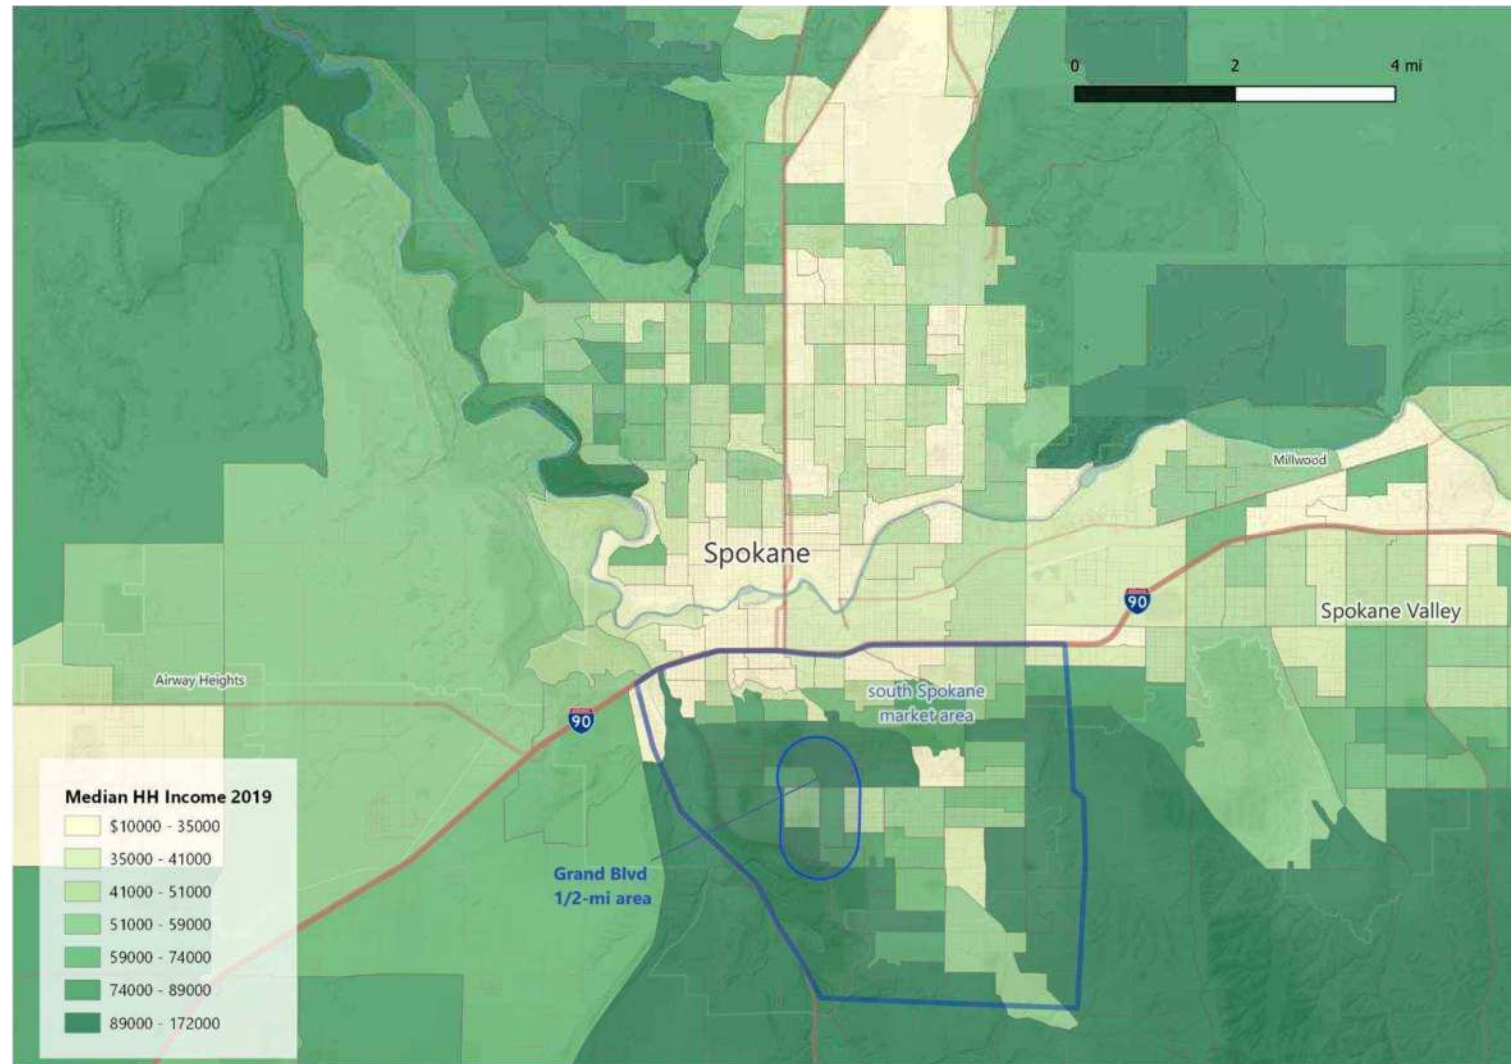 0 2 4 mi
Millwood
Spokane
90
Spokane Valley
Airway Heights
south Spokane
market area
90
Grand Blvd
1/2-mi area
Median HH Income 2019
$10000 - 35000
35000 - 41000
41000 - 51000
51000 - 59000
59000 - 74000
74000 - 89000
89000 - 172000